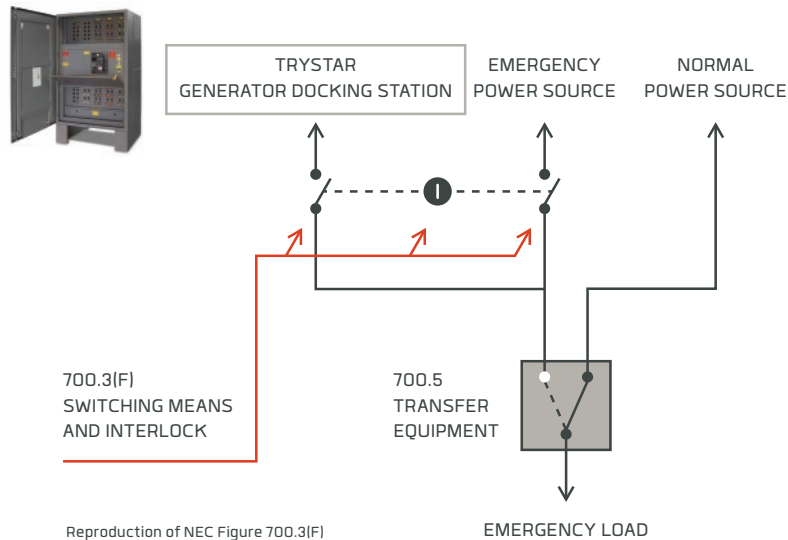 TRYSTAR
GENERATOR DOCKING STATION
EMERGENCY
POWER SOURCE
NORMAL
POWER SOURCE
I
700.3(F)
SWITCHING MEANS
AND INTERLOCK
700.5
TRANSFER
EQUIPMENT
Reproduction of NEC Figure 700.3(F)
EMERGENCY LOAD